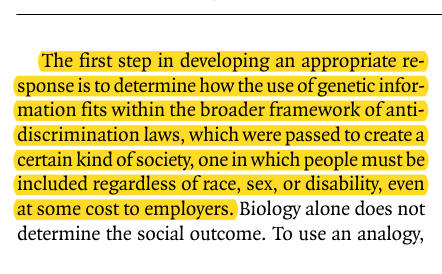 The first step in developing an appropriate re-
sponse is to determine how the use of genetic infor-
mation fits within the broader framework of anti-
discrimination laws, which were passed to create a
certain kind of society, one in which people must be
included regardless of race, sex, or disability, even
at some cost to employers. Biology alone does not
determine the social outcome. To use an analogy,